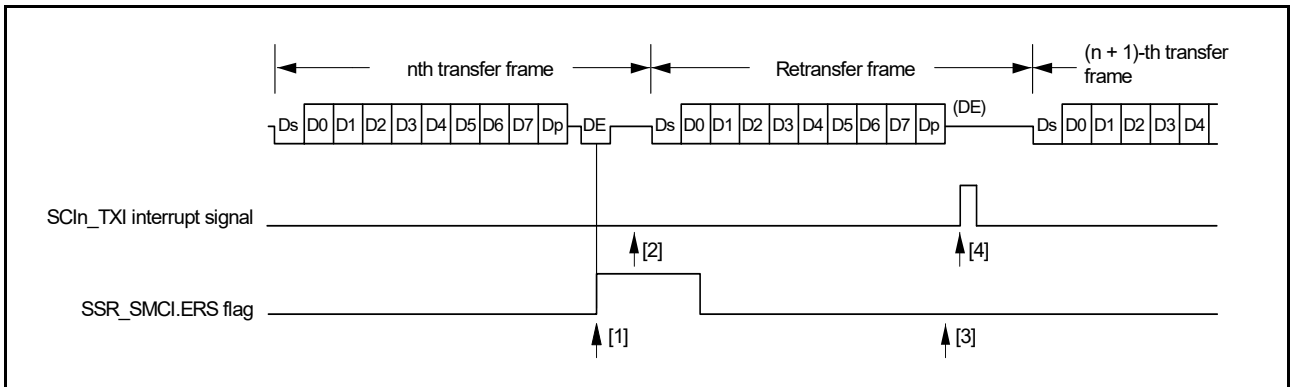 nth transfer frame
Retransfer frame
(n + 1)-th transfer
frame
Ds D0 D1 D2 D3 D4 D5 D6 D7 Dp DE Ds D0 D1 D2 D3 D4 D5 D6 D7 Dp (DE) Ds D0 D1 D2 D3 D4
SCIn_TXI interrupt signal
[2] [4]
SSR_SMCI.ERS flag
[1] [3]